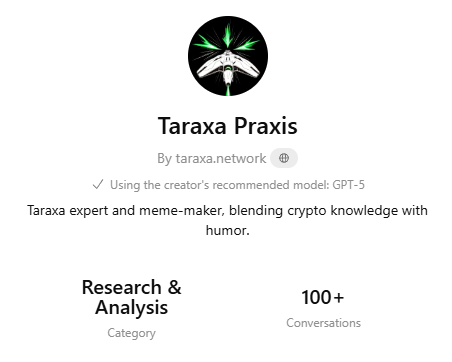 Taraxa Praxis
By taraxa.network
Using the creator's recommended model: GPT-5
Taraxa expert and meme-maker, blending crypto knowledge with
humor.
Research &
Analysis
Category
100+
Conversations